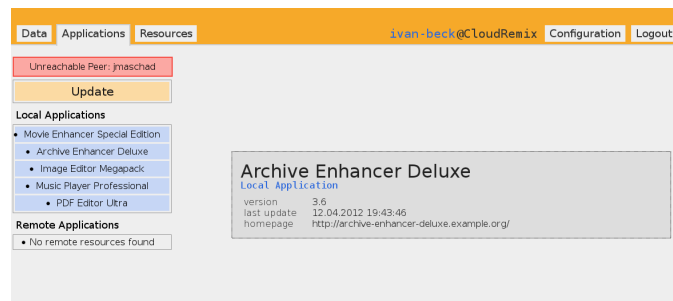 Data Applications Resources ivan-beck@CloudRemix Configuration Logout
Unreachable Peer: jmaschad
Update
Local Applications
• Movie Enhancer Special Edition
• Archive Enhancer Deluxe
• Image Editor Megapack
• Music Player Professional
• PDF Editor Ultra
Remote Applications
• No remote resources found
Archive Enhancer Deluxe
Local Application
version 3.6
last update 12.04.2012 19:43:46
homepage http://archive-enhancer-deluxe.example.org/